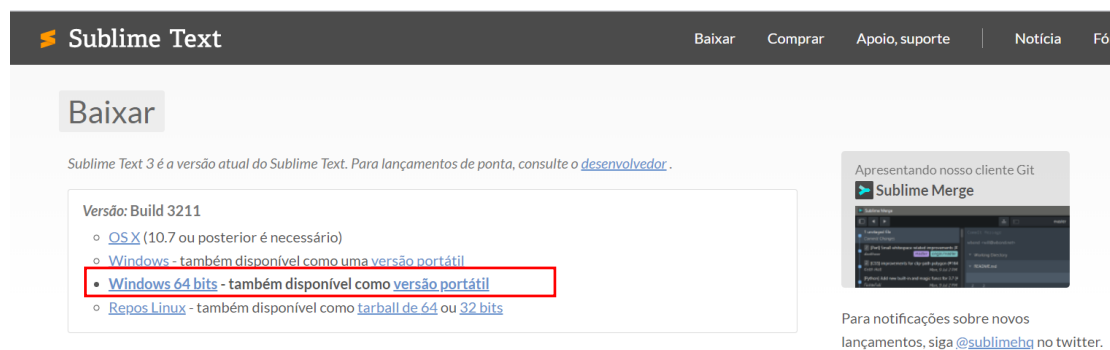 Sublime Text
Baixar Comprar Apoio, suporte Notícia Fó
Baixar
Sublime Text 3 é a versão atual do Sublime Text. Para lançamentos de ponta, consulte o desenvolvedor .
Versão: Build 3211
OS X (10.7 ou posterior é necessário)
Windows - também disponível como uma versão portátil
Windows 64 bits - também disponível como versão portátil
Repos Linux - também disponível como tarball de 64 ou 32 bits
Apresentando nosso cliente Git
Sublime Merge
Para notificações sobre novos
lançamentos, siga @sublimehq no twitter.